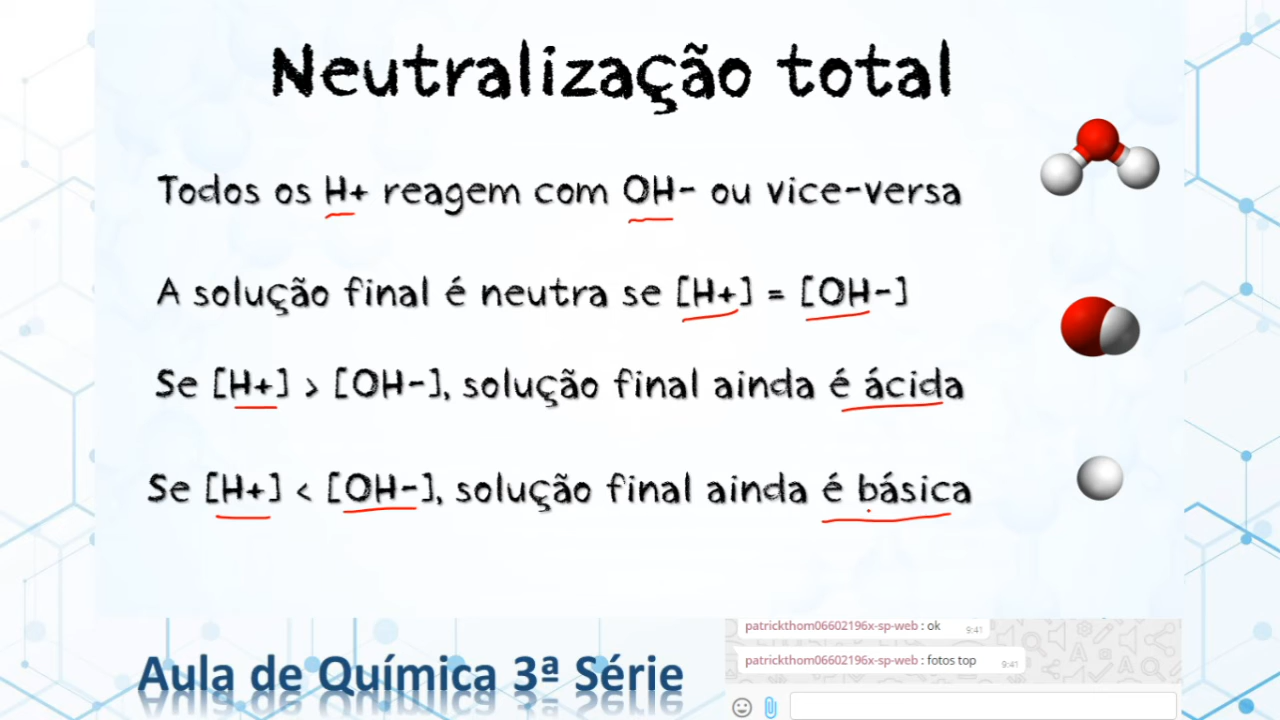 Neutralização total
Todos os H+ reagem com OH- ou vice-versa
A solução final é neutra se [H+] = [OH-]
Se [H+] > [OH-], solução final ainda é ácida
Se [H+] < [OH-], solução final ainda é básica
Aula de Química 3ª Série
patrickthom06602196x-sp-web : ok 9:41
patrickthom06602196x-sp-web : fotos top 9:41